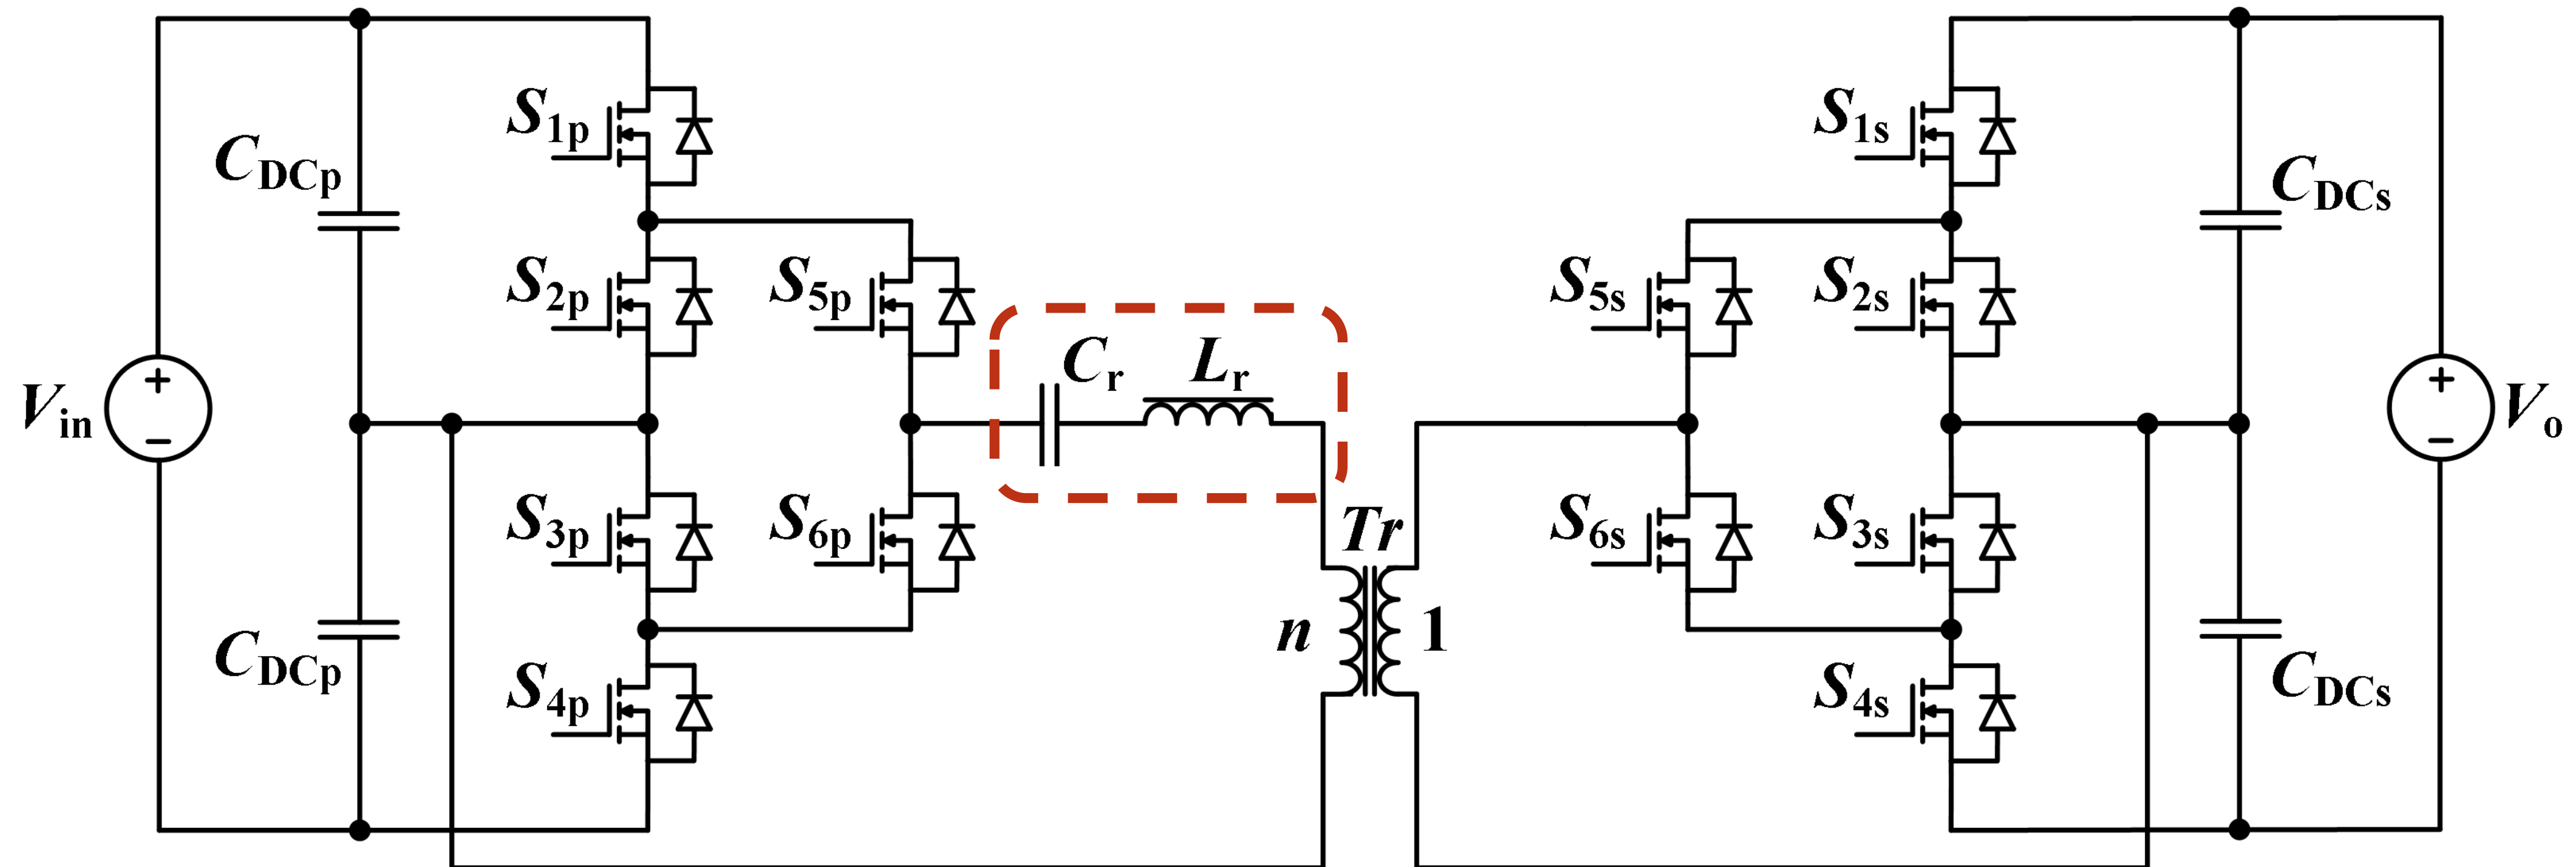 S1p
S1s
CDCp
CDCs
S2p
S5p
S5s
S2s
Cr
Lr
Vin
+
−
+
−
Vo
S3p
S6p
Tr
S6s
S3s
n
1
CDCp
CDCs
S4p
S4s